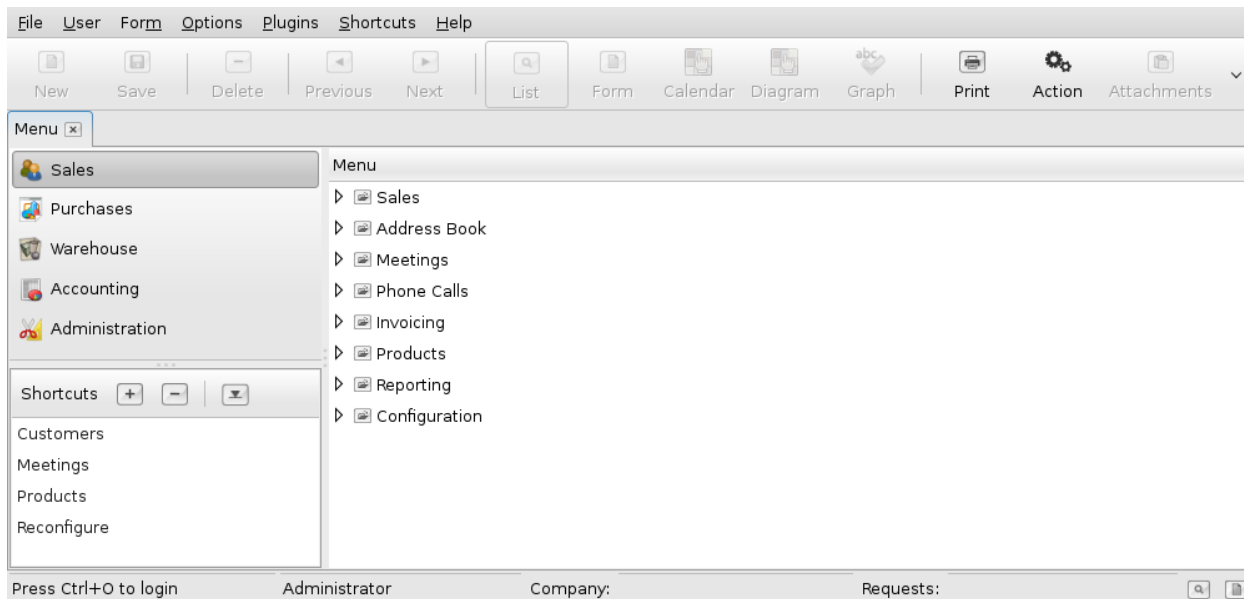 File User Form Options Plugins Shortcuts Help
New Save Delete Previous Next List Form Calendar Diagram abc Graph Print Action Attachments
Menu
Sales
Purchases
Warehouse
Accounting
Administration
Shortcuts
Customers
Meetings
Products
Reconfigure
Menu
Sales
Address Book
Meetings
Phone Calls
Invoicing
Products
Reporting
Configuration
Press Ctrl+O to login Administrator Company: Requests: